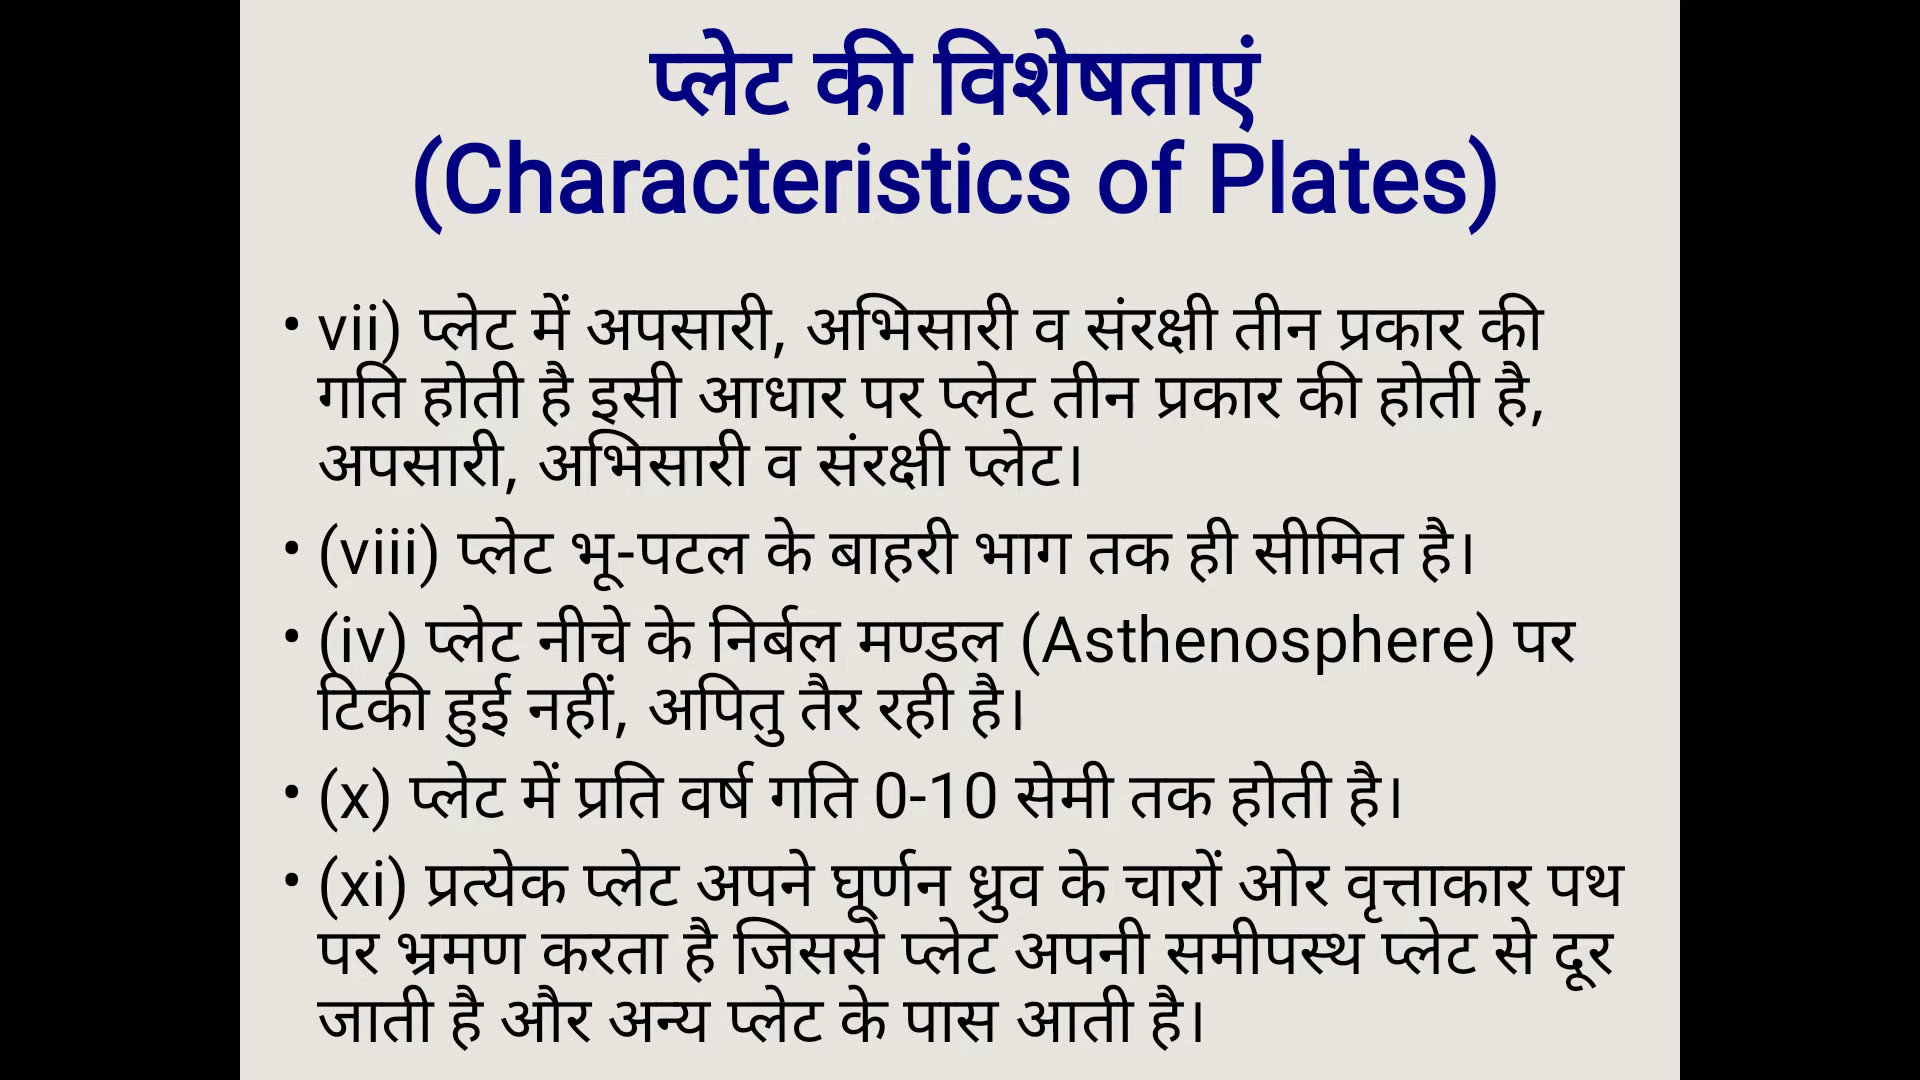 प्लेट की विशेषताएं
(Characteristics of Plates)
• vii) प्लेट में अपसारी, अभिसारी व संरक्षी तीन प्रकार की
गति होती है इसी आधार पर प्लेट तीन प्रकार की होती है,
अपसारी, अभिसारी व संरक्षी प्लेट।
• (viii) प्लेट भू-पटल के बाहरी भाग तक ही सीमित है।
• (iv) प्लेट नीचे के निर्बल मण्डल (Asthenosphere) पर
टिकी हुई नहीं, अपितु तैर रही है।
• (x) प्लेट में प्रति वर्ष गति 0-10 सेमी तक होती है।
• (xi) प्रत्येक प्लेट अपने घूर्णन ध्रुव के चारों ओर वृत्ताकार पथ
पर भ्रमण करता है जिससे प्लेट अपनी समीपस्थ प्लेट से दूर
जाती है और अन्य प्लेट के पास आती है।